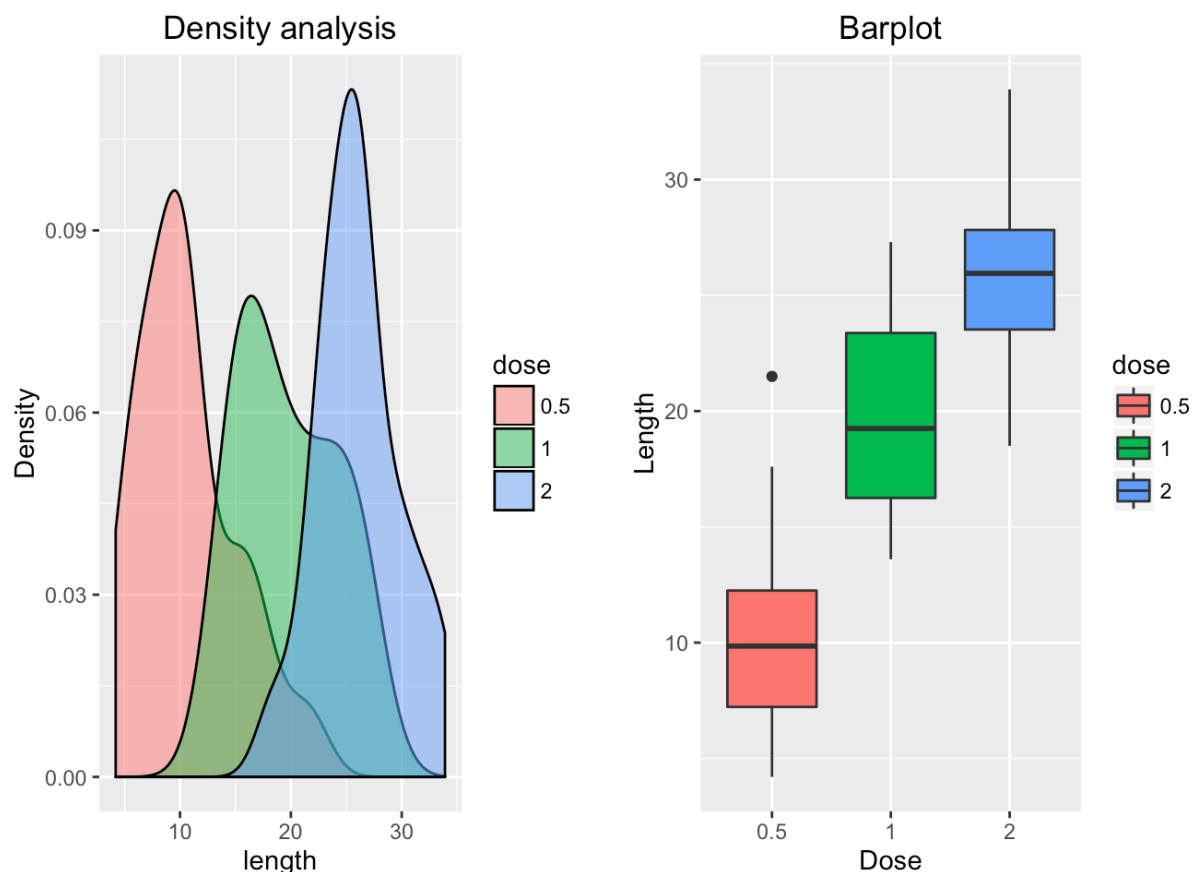 Density analysis
0.09
0.06
0.03
0.00
Density
10 20 30
length
dose
0.5
1
2
Barplot
30
20
10
Length
0.5 1 2
Dose
dose
0.5
1
2